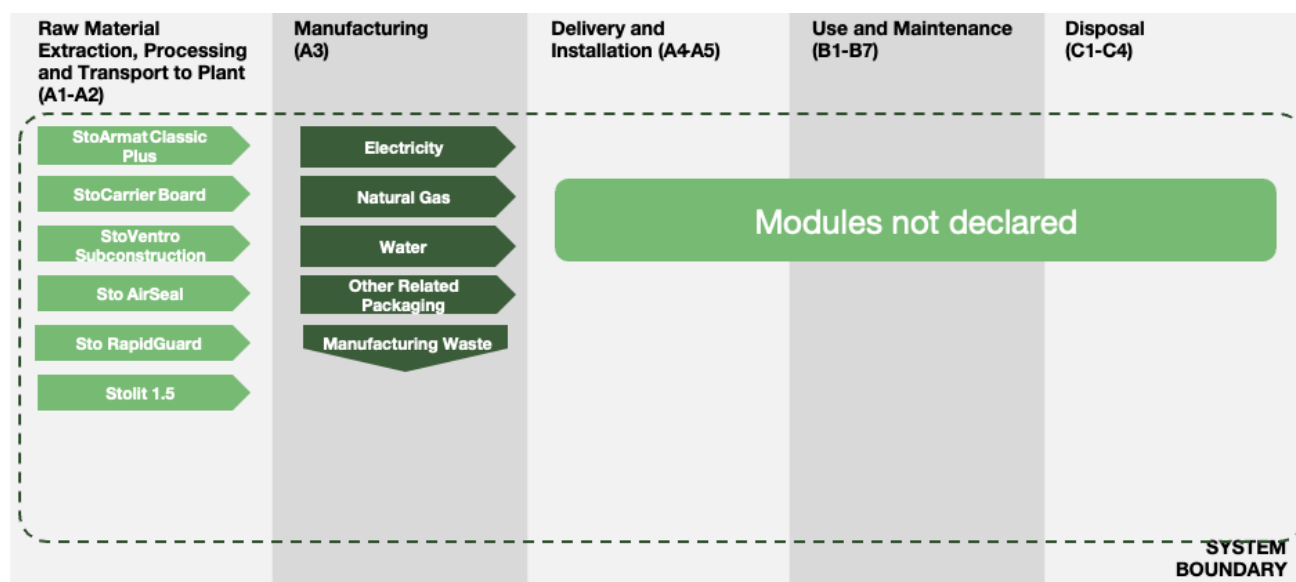 Raw Material
Extraction, Processing
and Transport to Plant
(A1-A2)
Manufacturing
(A3)
Delivery and
Installation (A4-A5)
Use and Maintenance
(B1-B7)
Disposal
(C1-C4)
StoArmat Classic
Plus
StoCarrier Board
StoVentro
Subconstruction
Sto AirSeal
Sto RapidGuard
Stolit 1.5
Electricity
Natural Gas
Water
Other Related
Packaging
Manufacturing Waste
Modules not declared
SYSTEM
BOUNDARY